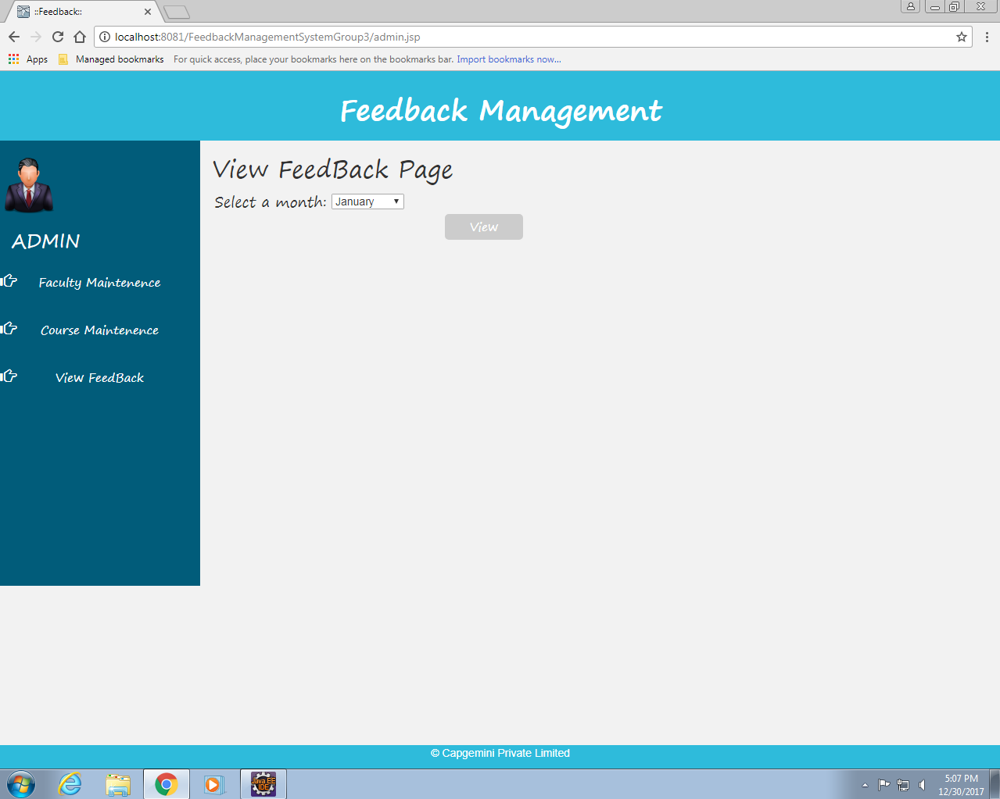 ::Feedback::
localhost:8081/FeedbackManagementSystemGroup3/admin.jsp
Apps Managed bookmarks For quick access, place your bookmarks here on the bookmarks bar. Import bookmarks now...
Feedback Management
View FeedBack Page
Select a month: January
View
ADMIN
Faculty Maintenence
Course Maintenence
View FeedBack
© Capgemini Private Limited
Java EE
IDE
5:07 PM
12/30/2017